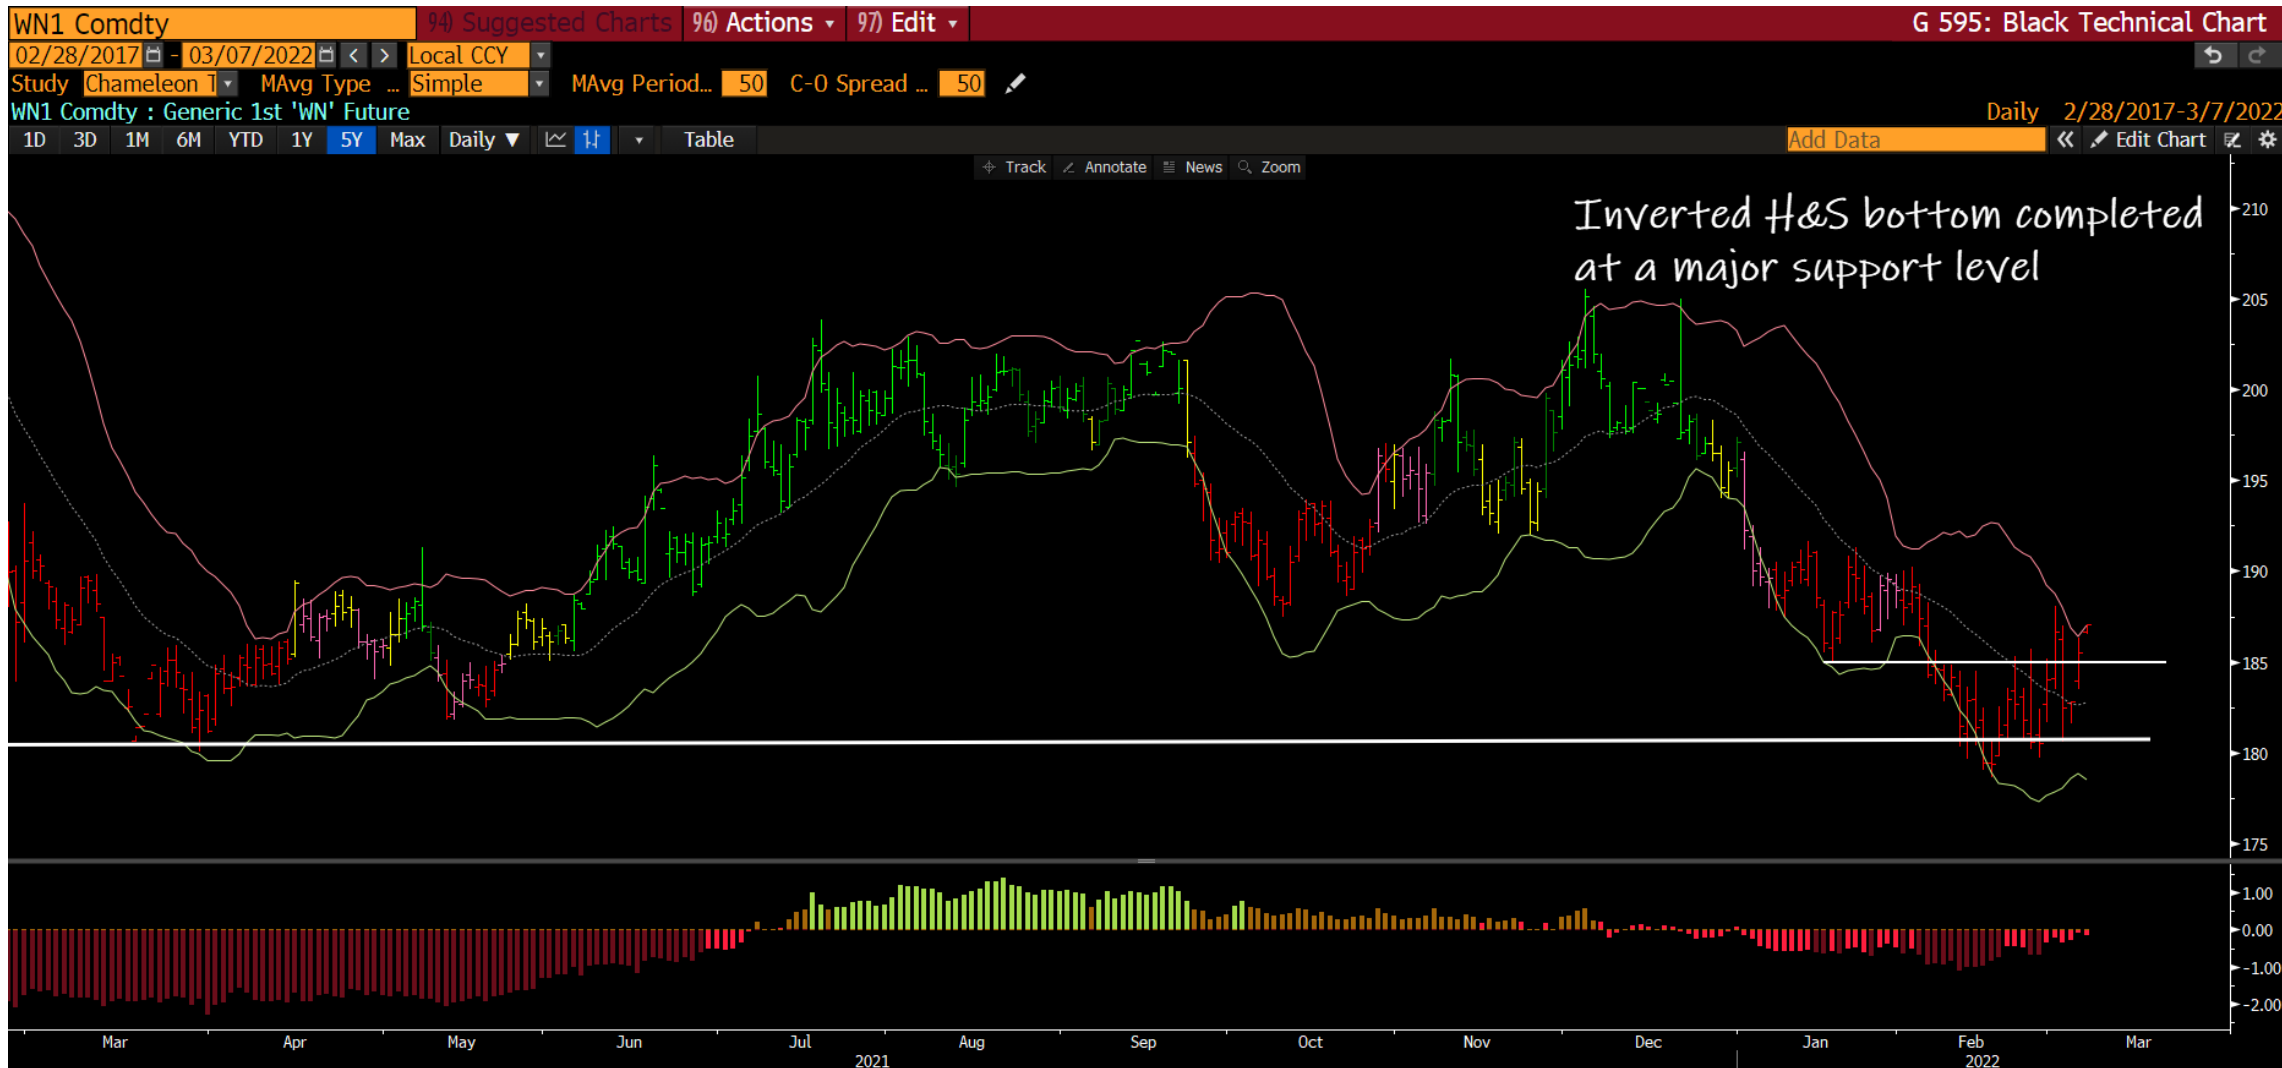 WN1 Comdty 94) Suggested Charts 96) Actions 97) Edit G 595: Black Technical Chart
02/28/2017 - 03/07/2022 < > Local CCY
Study Chameleon T MAvg Type ... Simple MAvg Period... 50 C-O Spread ... 50
WN1 Comdty : Generic 1st 'WN' Future Daily 2/28/2017-3/7/2022
1D 3D 1M 6M YTD 1Y 5Y Max Daily ▼ Table Add Data « Edit Chart
Track Annotate News Zoom
Inverted H&S bottom completed
at a major support level
210
205
200
195
190
185
180
175
1.00
0.00
-1.00
-2.00
Mar Apr May Jun Jul Aug Sep Oct Nov Dec Jan Feb Mar
2021 2022